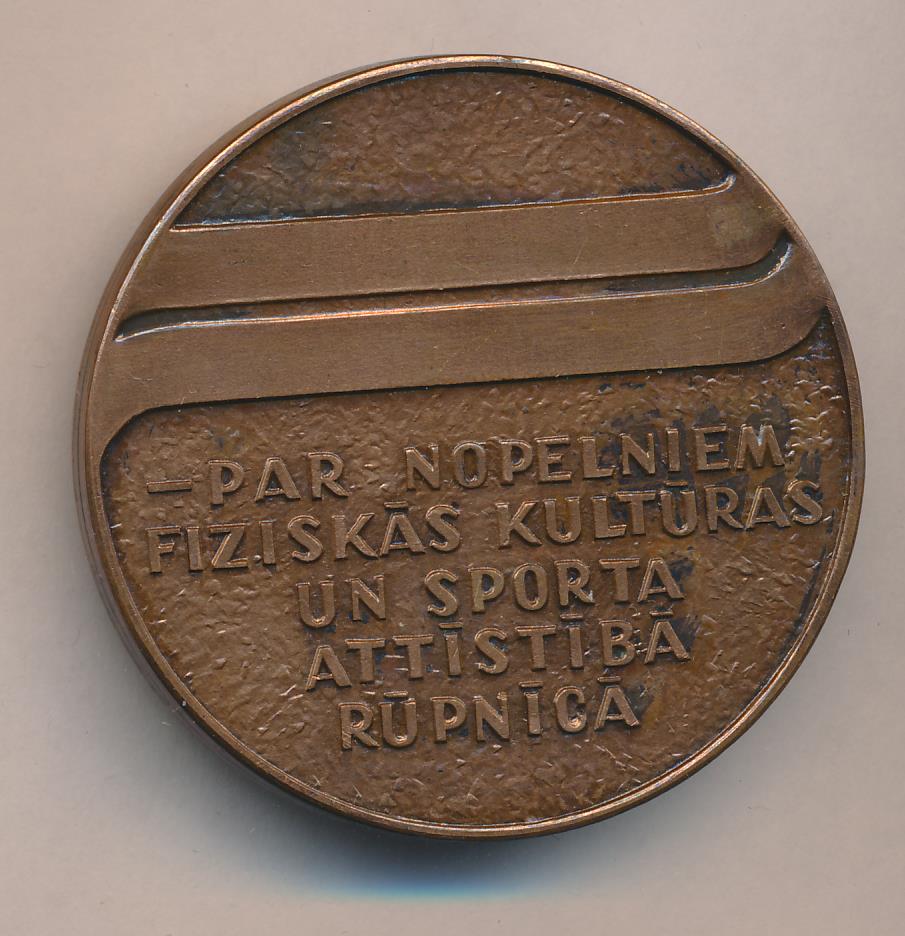 —PAR NOPELNIEM
FIZISKĀS KULTŪRAS
UN SPORTA
ATTĪSTĪBĀ
RŪPNĪCĀ